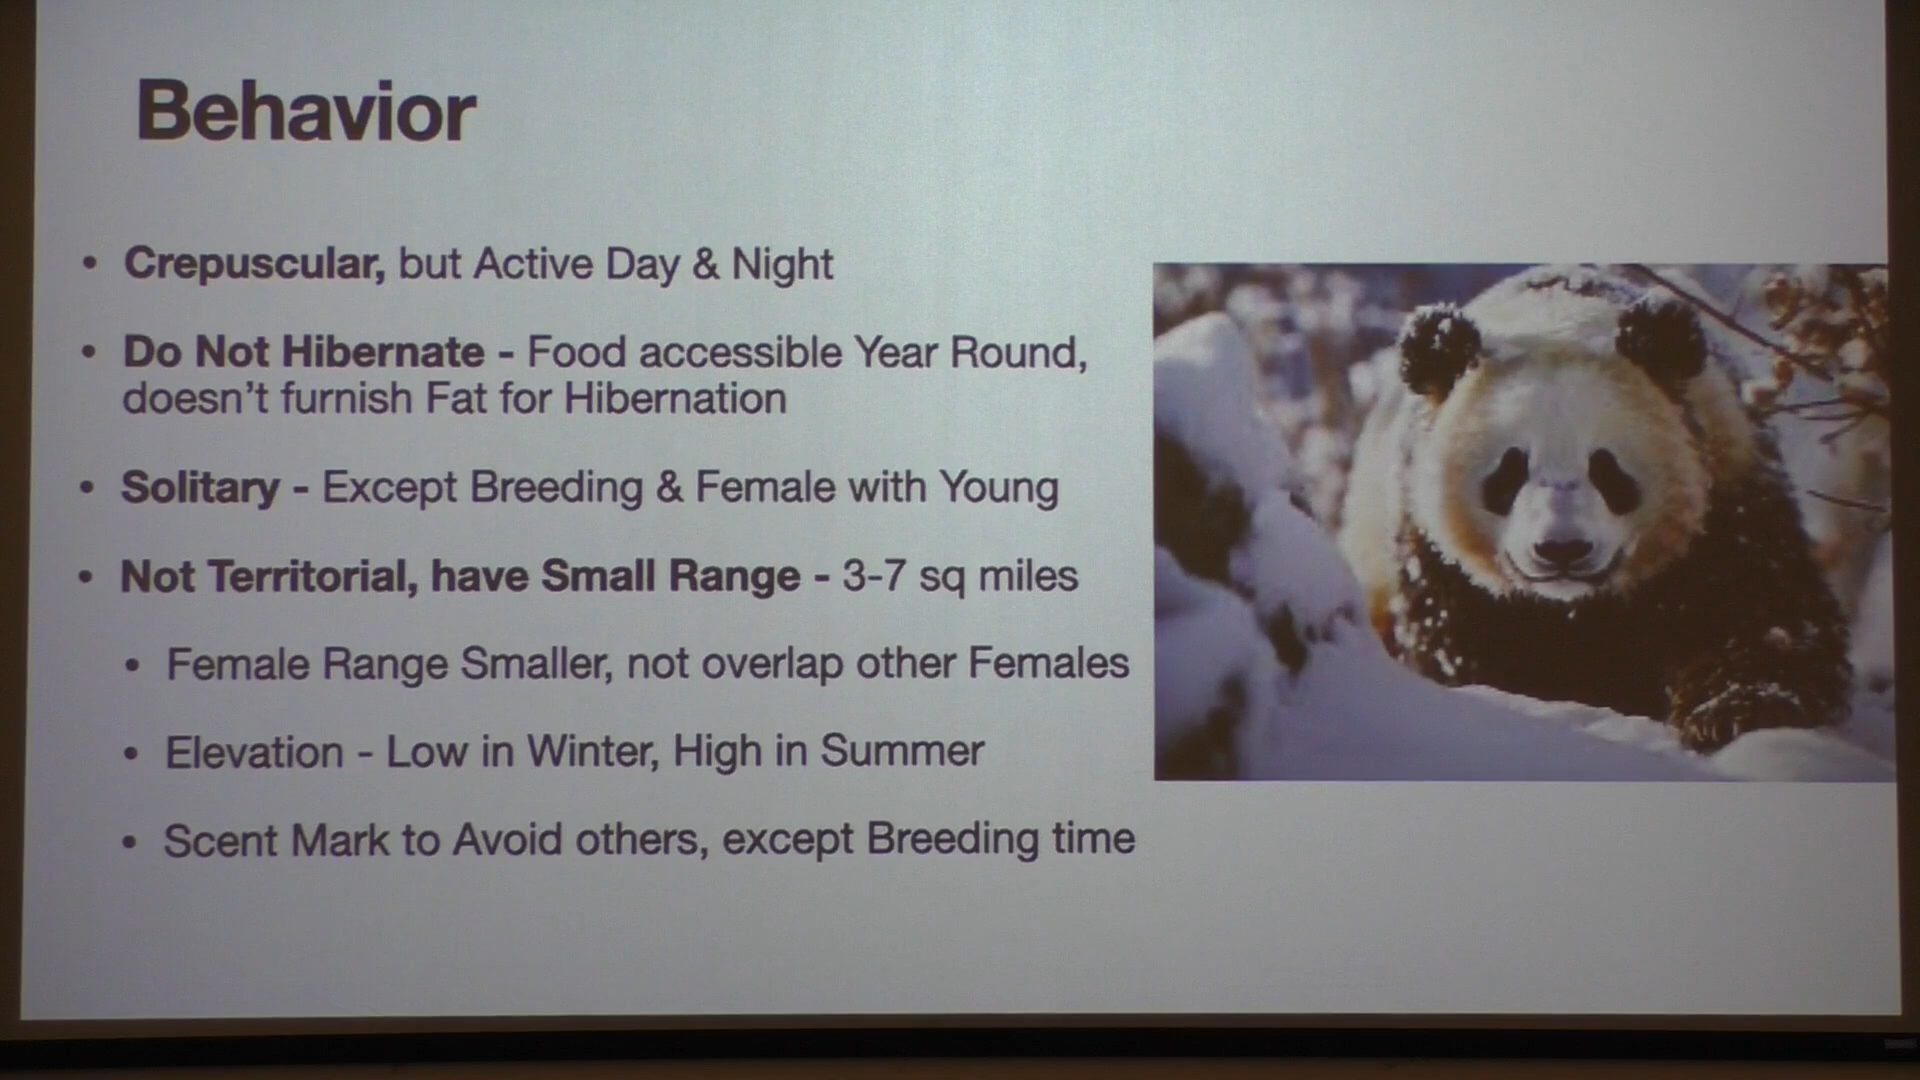 Behavior
• Crepuscular, but Active Day & Night
• Do Not Hibernate - Food accessible Year Round,
doesn't furnish Fat for Hibernation
• Solitary - Except Breeding & Female with Young
• Not Territorial, have Small Range - 3-7 sq miles
• Female Range Smaller, not overlap other Females
• Elevation - Low in Winter, High in Summer
• Scent Mark to Avoid others, except Breeding time